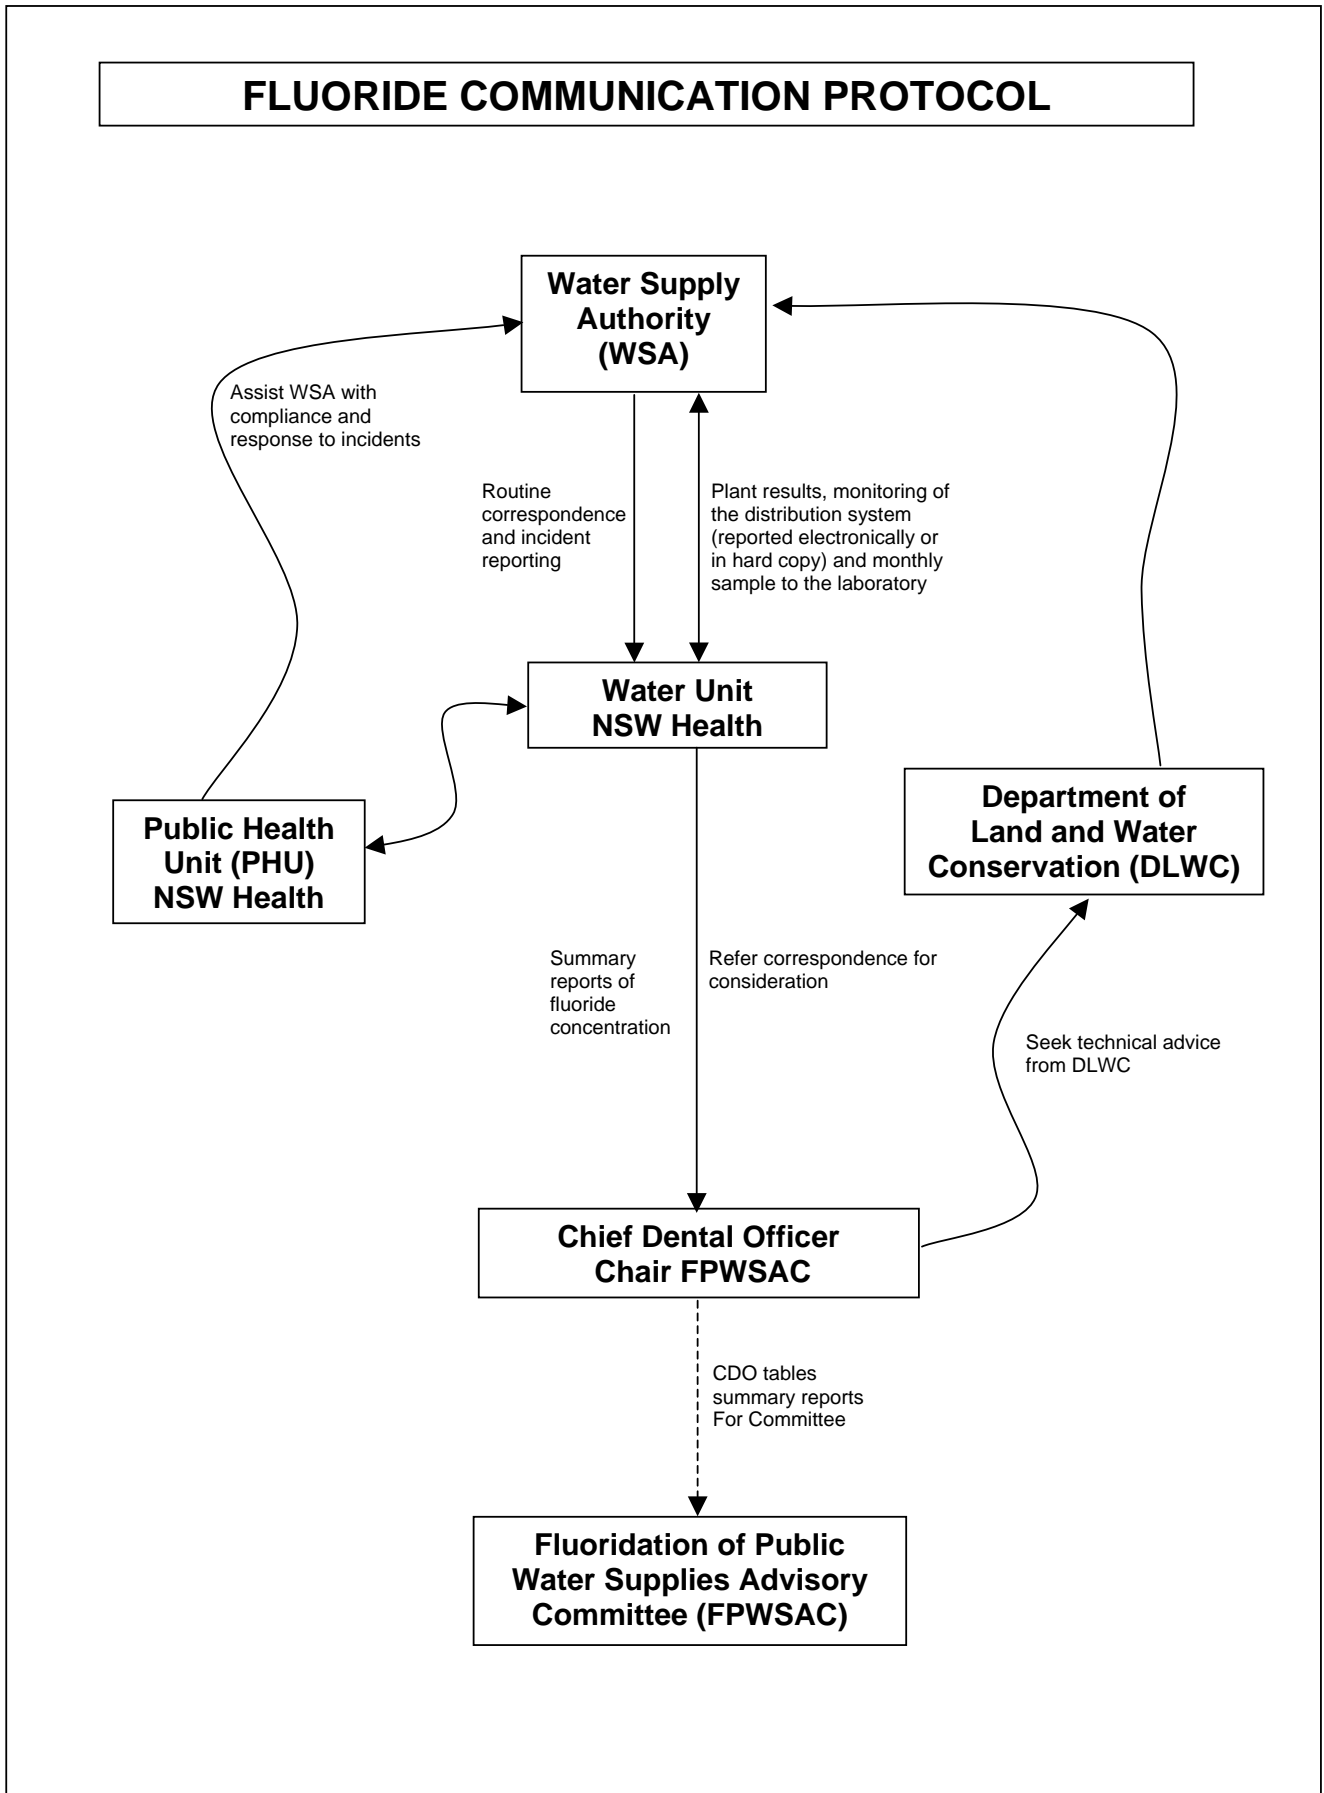 FLUORIDE COMMUNICATION PROTOCOL
Water Supply
Authority
(WSA)
Assist WSA with
compliance and
response to incidents
Routine
correspondence
and incident
reporting
Plant results, monitoring of
the distribution system
(reported electronically or
in hard copy) and monthly
sample to the laboratory
Water Unit
NSW Health
Public Health
Unit (PHU)
NSW Health
Department of
Land and Water
Conservation (DLWC)
Summary
reports of
fluoride
concentration
Refer correspondence for
consideration
Seek technical advice
from DLWC
Chief Dental Officer
Chair FPWSAC
CDO tables
summary reports
For Committee
Fluoridation of Public
Water Supplies Advisory
Committee (FPWSAC)